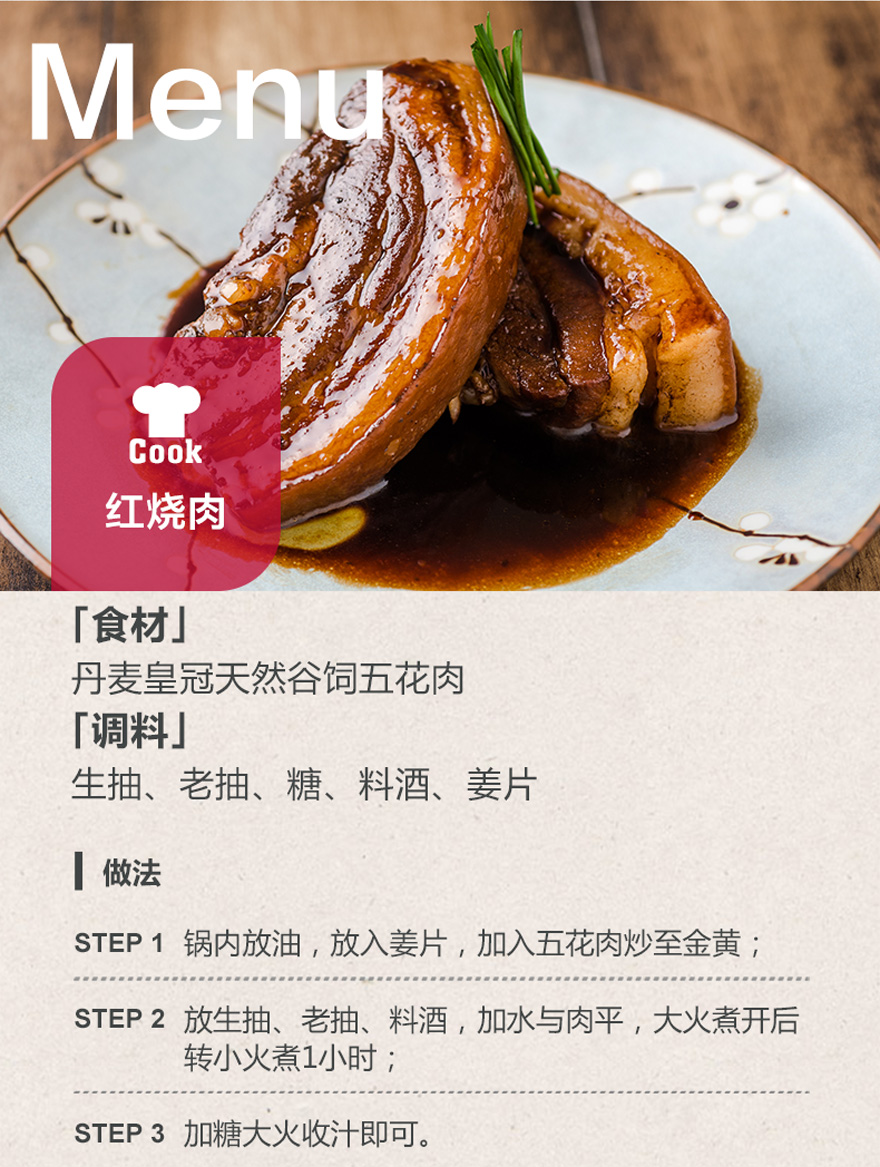 Menu
Cook
红烧肉
「食材」
丹麦皇冠天然谷饲五花肉
「调料」
生抽、老抽、糖、料酒、姜片
做法
STEP 1 锅内放油，放入姜片，加入五花肉炒至金黄；
STEP 2 放生抽、老抽、料酒，加水与肉平，大火煮开后
转小火煮1小时；
STEP 3 加糖大火收汁即可。